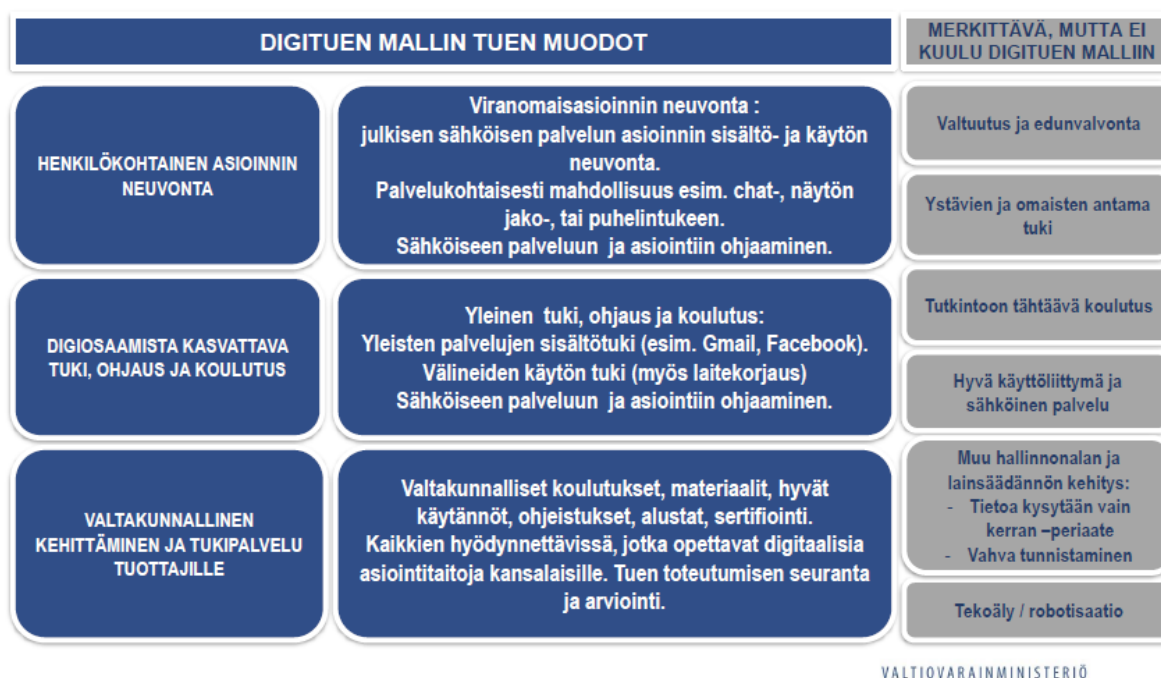 DIGITUEN MALLIN TUEN MUODOT
MERKITTÄVÄ, MUTTA EI
KUULU DIGITUEN MALLIIN
HENKILÖKOHTAINEN ASIOINNIN
NEUVONTA
Viranomaisasioinnin neuvonta :
julkisen sähköisen palvelun asioinnin sisältö- ja käytön
neuvonta.
Palvelukohtaisesti mahdollisuus esim. chat-, näytön
jako-, tai puhelintukeen.
Sähköiseen palveluun ja asiointiin ohjaaminen.
DIGIOSAAMISTA KASVATTAVA
TUKI, OHJAUS JA KOULUTUS
Yleinen tuki, ohjaus ja koulutus:
Yleisten palvelujen sisältötuki (esim. Gmail, Facebook).
Välineiden käytön tuki (myös laitekorjaus)
Sähköiseen palveluun ja asiointiin ohjaaminen.
VALTAKUNNALLINEN
KEHITTÄMINEN JA TUKIPALVELU
TUOTTAJILLE
Valtakunnalliset koulutukset, materiaalit, hyvät
käytännöt, ohjeistukset, alustat, sertifiointi.
Kaikkien hyödynnettävissä, jotka opettavat digitaalisia
asiointitaitoja kansalaisille. Tuen toteutumisen seuranta
ja arviointi.
Valtuutus ja edunvalvonta
Ystävien ja omaisten antama
tuki
Tutkintoon tähtäävä koulutus
Hyvä käyttöliittymä ja
sähköinen palvelu
Muu hallinnonalan ja
lainsäädännön kehitys:
- Tietoa kysytään vain
kerran –periaate
- Vahva tunnistaminen
Tekoäly / robotisaatio
VALTIOVARAINMINISTERIÖ